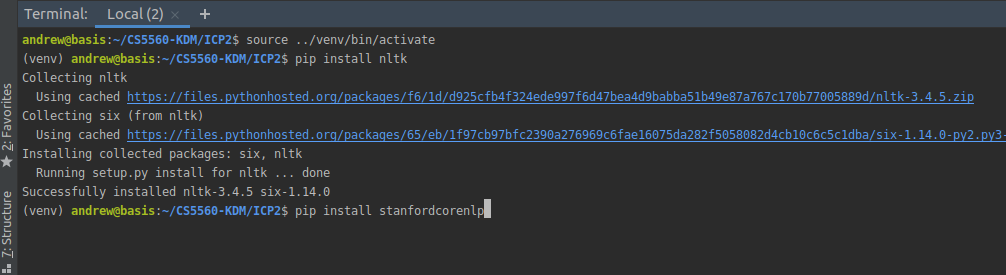 Terminal: Local (2) × +
andrew@basis:~/CS5560-KDM/ICP2$ source ../venv/bin/activate
(venv) andrew@basis:~/CS5560-KDM/ICP2$ pip install nltk
Collecting nltk
  Using cached https://files.pythonhosted.org/packages/f6/1d/d925cfb4f324ede997f6d47bea4d9babba51b49e87a767c170b77005889d/nltk-3.4.5.zip
Collecting six (from nltk)
  Using cached https://files.pythonhosted.org/packages/65/eb/1f97cb97bfc2390a276969c6fae16075da282f5058082d4cb10c6c5c1dba/six-1.14.0-py2.py3-
Installing collected packages: six, nltk
  Running setup.py install for nltk ... done
Successfully installed nltk-3.4.5 six-1.14.0
(venv) andrew@basis:~/CS5560-KDM/ICP2$ pip install stanfordcorenlp
2: Favorites
7: Structure